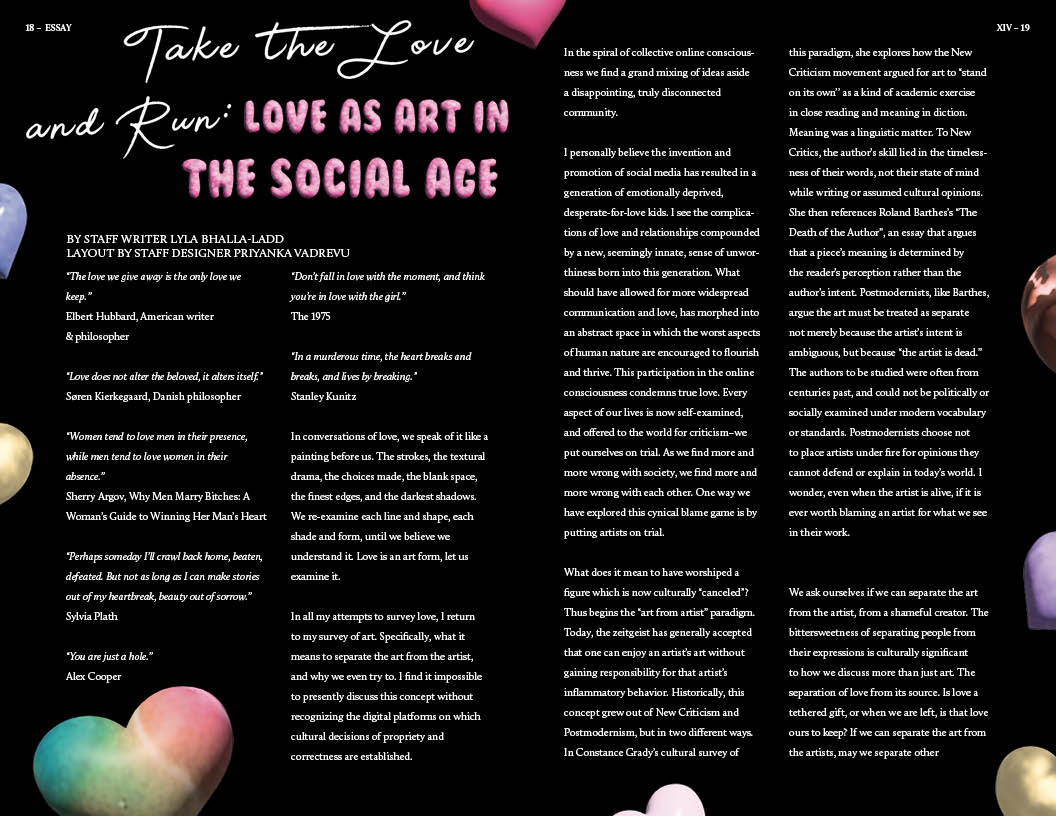 18 – ESSAY
XIV – 19
Take the Love
and Run: LOVE AS ART IN
THE SOCIAL AGE
BY STAFF WRITER LYLA BHALLA-LADD
LAYOUT BY STAFF DESIGNER PRIYANKA VADREVU
"The love we give away is the only love we
keep."
Elbert Hubbard, American writer
& philosopher
"Love does not alter the beloved, it alters itself."
Søren Kierkegaard, Danish philosopher
"Women tend to love men in their presence,
while men tend to love women in their
absence."
Sherry Argov, Why Men Marry Bitches: A
Woman's Guide to Winning Her Man's Heart
"Perhaps someday I'll crawl back home, beaten,
defeated. But not as long as I can make stories
out of my heartbreak, beauty out of sorrow."
Sylvia Plath
"You are just a hole."
Alex Cooper
"Don't fall in love with the moment, and think
you're in love with the girl."
The 1975
"In a murderous time, the heart breaks and
breaks, and lives by breaking."
Stanley Kunitz
In conversations of love, we speak of it like a
painting before us. The strokes, the textural
drama, the choices made, the blank space,
the finest edges, and the darkest shadows.
We re-examine each line and shape, each
shade and form, until we believe we
understand it. Love is an art form, let us
examine it.
In all my attempts to survey love, I return
to my survey of art. Specifically, what it
means to separate the art from the artist,
and why we even try to. I find it impossible
to presently discuss this concept without
recognizing the digital platforms on which
cultural decisions of propriety and
correctness are established.
In the spiral of collective online conscious-
ness we find a grand mixing of ideas aside
a disappointing, truly disconnected
community.
I personally believe the invention and
promotion of social media has resulted in a
generation of emotionally deprived,
desperate-for-love kids. I see the complica-
tions of love and relationships compounded
by a new, seemingly innate, sense of unwor-
thiness born into this generation. What
should have allowed for more widespread
communication and love, has morphed into
an abstract space in which the worst aspects
of human nature are encouraged to flourish
and thrive. This participation in the online
consciousness condemns true love. Every
aspect of our lives is now self-examined,
and offered to the world for criticism–we
put ourselves on trial. As we find more and
more wrong with society, we find more and
more wrong with each other. One way we
have explored this cynical blame game is by
putting artists on trial.
What does it mean to have worshiped a
figure which is now culturally "canceled"?
Thus begins the "art from artist" paradigm.
Today, the zeitgeist has generally accepted
that one can enjoy an artist's art without
gaining responsibility for that artist's
inflammatory behavior. Historically, this
concept grew out of New Criticism and
Postmodernism, but in two different ways.
In Constance Grady's cultural survey of
this paradigm, she explores how the New
Criticism movement argued for art to "stand
on its own" as a kind of academic exercise
in close reading and meaning in diction.
Meaning was a linguistic matter. To New
Critics, the author's skill lied in the timeless-
ness of their words, not their state of mind
while writing or assumed cultural opinions.
She then references Roland Barthes's "The
Death of the Author", an essay that argues
that a piece's meaning is determined by
the reader's perception rather than the
author's intent. Postmodernists, like Barthes,
argue the art must be treated as separate
not merely because the artist's intent is
ambiguous, but because "the artist is dead."
The authors to be studied were often from
centuries past, and could not be politically or
socially examined under modern vocabulary
or standards. Postmodernists choose not
to place artists under fire for opinions they
cannot defend or explain in today's world. I
wonder, even when the artist is alive, if it is
ever worth blaming an artist for what we see
in their work.
We ask ourselves if we can separate the art
from the artist, from a shameful creator. The
bittersweetness of separating people from
their expressions is culturally significant
to how we discuss more than just art. The
separation of love from its source. Is love a
tethered gift, or when we are left, is that love
ours to keep? If we can separate the art from
the artists, may we separate other